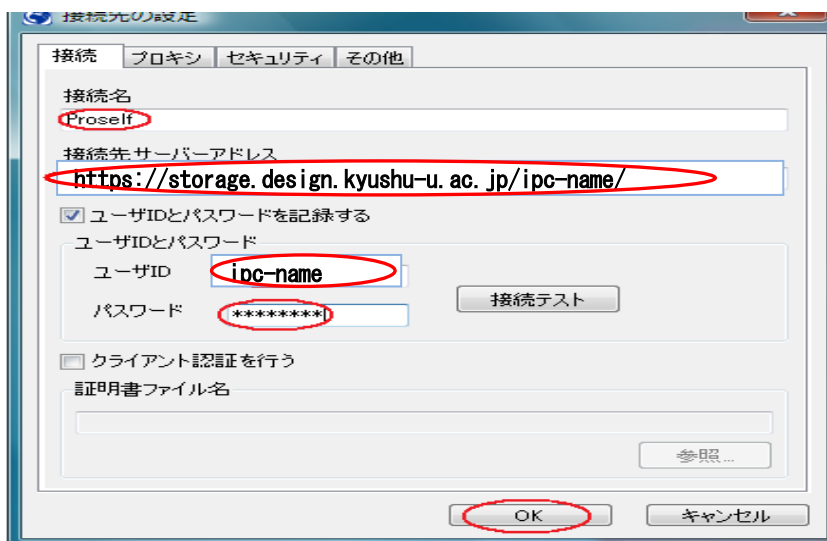 接続先の設定
接続 プロキシ セキュリティ その他
接続名
Proself
接続先サーバーアドレス
https://storage.design.kyushu-u.ac.jp/ipc-name/
ユーザIDとパスワードを記録する
ユーザIDとパスワード
ユーザID ipc-name
パスワード ********
接続テスト
クライアント認証を行う
証明書ファイル名
参照...
OK キャンセル